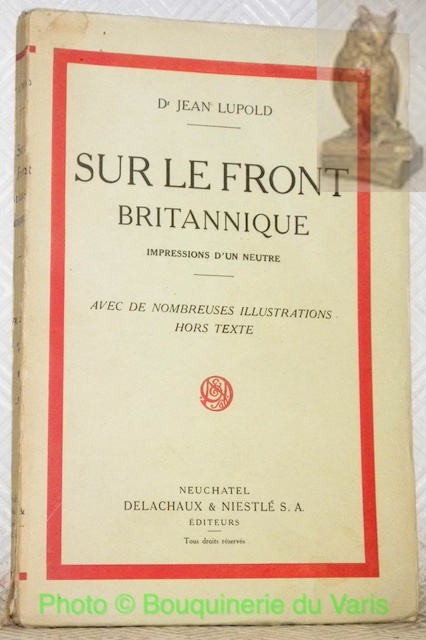 Dr JEAN LUPOLD
SUR LE FRONT
BRITANNIQUE
IMPRESSIONS D'UN NEUTRE
AVEC DE NOMBREUSES ILLUSTRATIONS
HORS TEXTE
NEUCHATEL
DELACHAUX & NIESTLÉ S. A.
ÉDITEURS
Tous droits réservés
Photo © Bouquinerie du Varis